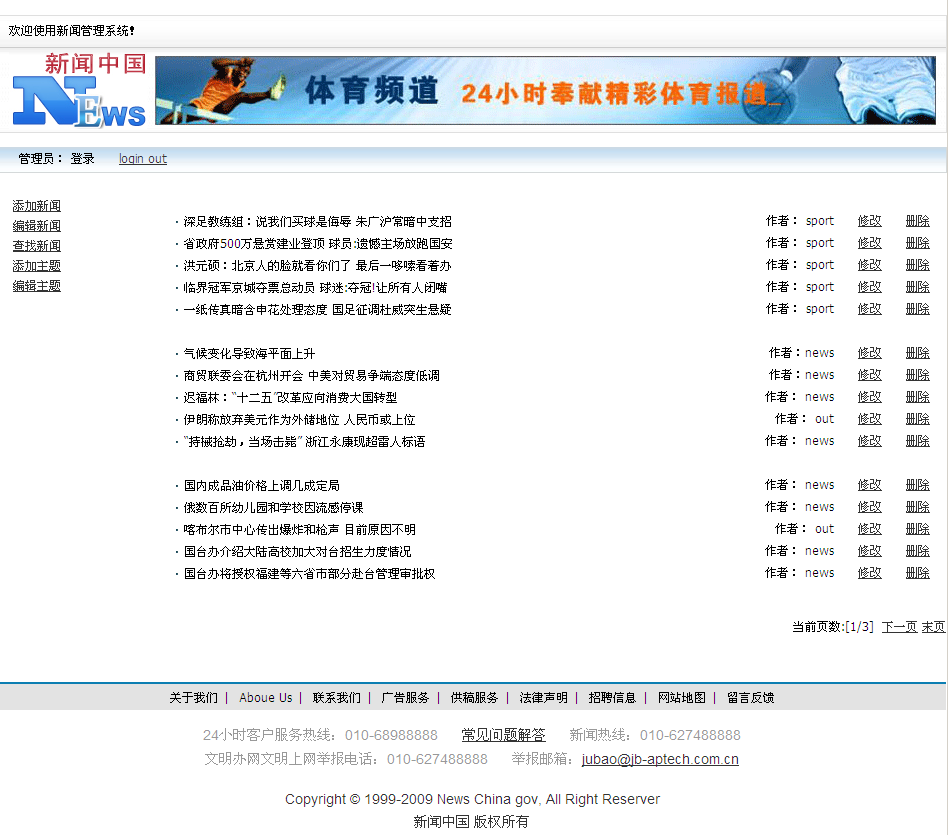 欢迎使用新闻管理系统!
新闻中国
News
体育频道 24小时奉献精彩体育报道_
管理员： 登录 login out
添加新闻
编辑新闻
查找新闻
添加主题
编辑主题
· 深足教练组：说我们买球是侮辱 朱广沪常暗中支招 作者： sport 修改 删除
· 省政府500万悬赏建业登顶 球员:遗憾主场放跑国安 作者： sport 修改 删除
· 洪元硕：北京人的脸就看你们了 最后一哆嗦看着办 作者： sport 修改 删除
· 临界冠军京城夺票总动员 球迷:夺冠!让所有人闭嘴 作者： sport 修改 删除
· 一纸传真暗含申花处理态度 国足征调杜威突生悬疑 作者： sport 修改 删除
· 气候变化导致海平面上升 作者：news 修改 删除
· 商贸联委会在杭州开会 中美对贸易争端态度低调 作者：news 修改 删除
· 迟福林：“十二五”改革应向消费大国转型 作者： news 修改 删除
· 伊朗称放弃美元作为外储地位 人民币或上位 作者： out 修改 删除
· “持械抢劫，当场击毙” 浙江永康现超雷人标语 作者： news 修改 删除
· 国内成品油价格上调几成定局 作者： news 修改 删除
· 俄数百所幼儿园和学校因流感停课 作者： news 修改 删除
· 喀布尔市中心传出爆炸和枪声 目前原因不明 作者： out 修改 删除
· 国台办介绍大陆高校加大对台招生力度情况 作者： news 修改 删除
· 国台办将授权福建等六省市部分赴台管理审批权 作者： news 修改 删除
当前页数:[1/3] 下一页 末页
关于我们 | Aboue Us | 联系我们 | 广告服务 | 供稿服务 | 法律声明 | 招聘信息 | 网站地图 | 留言反馈
24小时客户服务热线：010-68988888 常见问题解答 新闻热线：010-627488888
文明办网文明上网举报电话：010-627488888 举报邮箱：jubao@jb-aptech.com.cn
Copyright © 1999-2009 News China gov, All Right Reserver
新闻中国 版权所有